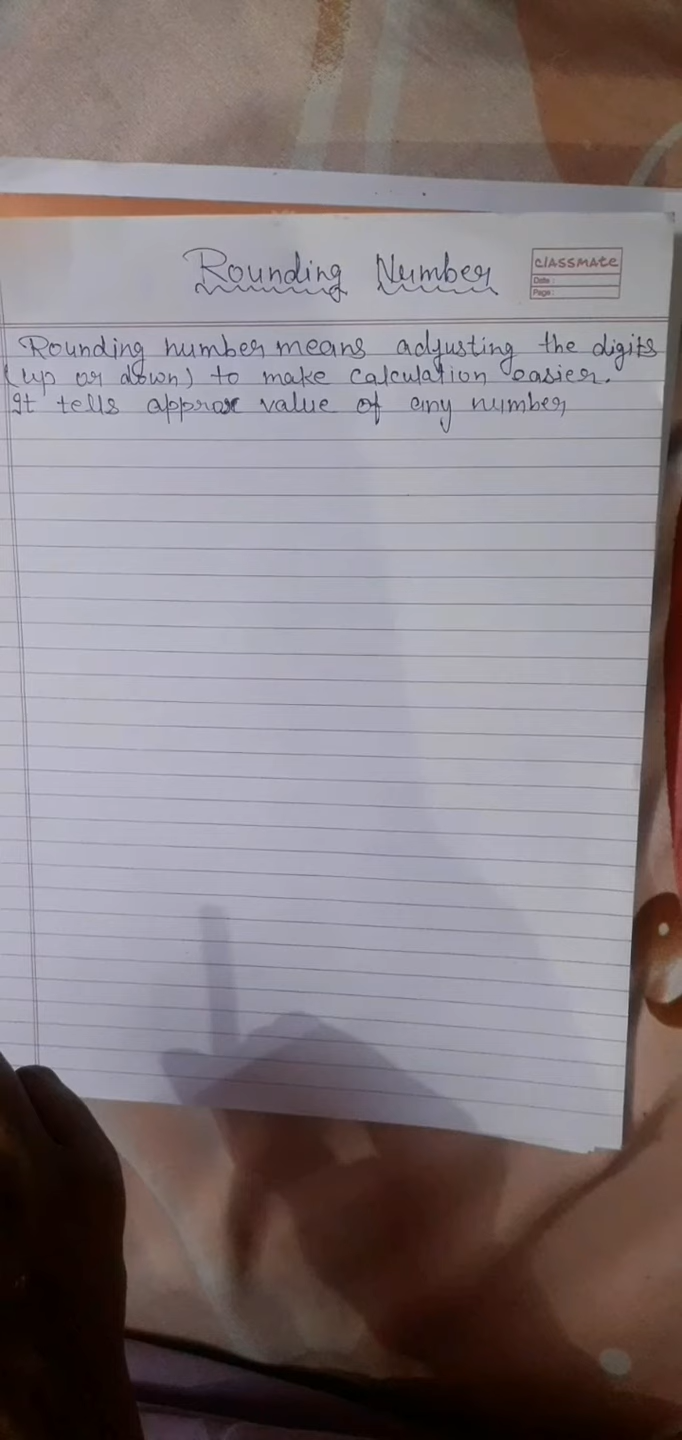 Rounding Number
CLASSMATE
Date :
Page :
Rounding number means adjusting the digits
(up or down) to make calculation easier.
It tells approx value of any number